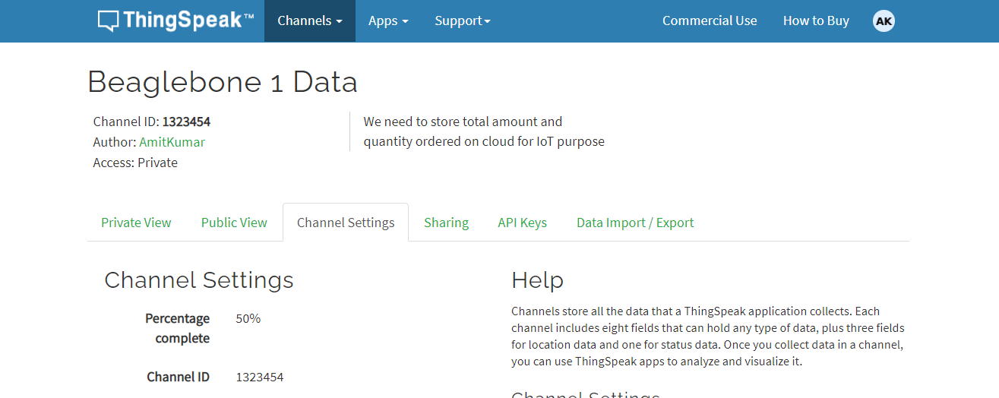 ThingSpeak™ Channels Apps Support Commercial Use How to Buy AK
Beaglebone 1 Data
Channel ID: 1323454
Author: AmitKumar
Access: Private
We need to store total amount and
quantity ordered on cloud for IoT purpose
Private View Public View Channel Settings Sharing API Keys Data Import / Export
Channel Settings
Percentage complete 50%
Channel ID 1323454
Help
Channels store all the data that a ThingSpeak application collects. Each
channel includes eight fields that can hold any type of data, plus three fields
for location data and one for status data. Once you collect data in a channel,
you can use ThingSpeak apps to analyze and visualize it.
Channel Settings